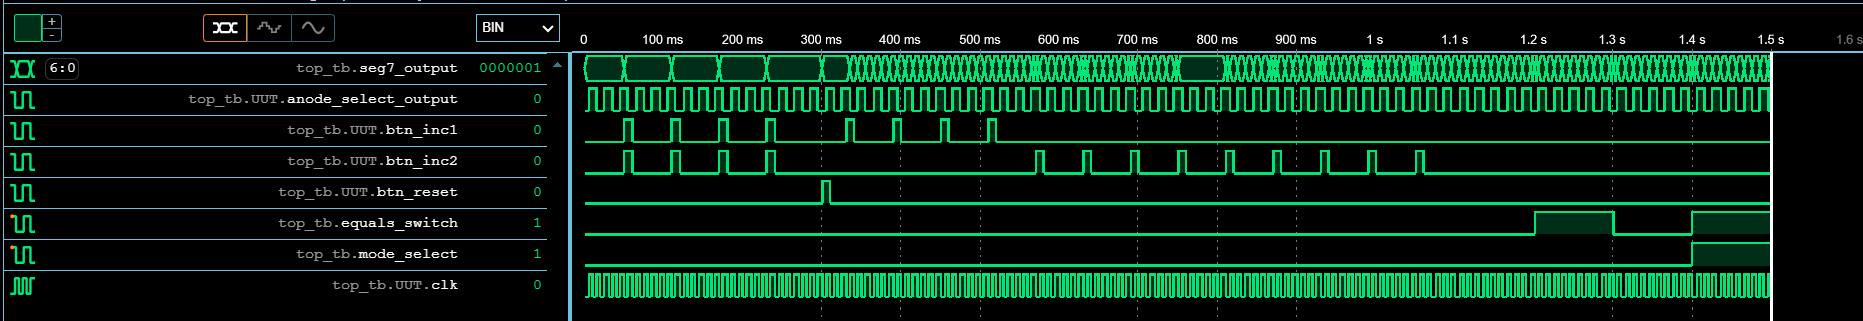 +
-
BIN
0 100 ms 200 ms 300 ms 400 ms 500 ms 600 ms 700 ms 800 ms 900 ms 1 s 1.1 s 1.2 s 1.3 s 1.4 s 1.5 s 1.6 s
6:0 top_tb.seg7_output 0000001
top_tb.UUT.anode_select_output 0
top_tb.UUT.btn_inc1 0
top_tb.UUT.btn_inc2 0
top_tb.UUT.btn_reset 0
top_tb.equals_switch 1
top_tb.mode_select 1
top_tb.UUT.clk 0